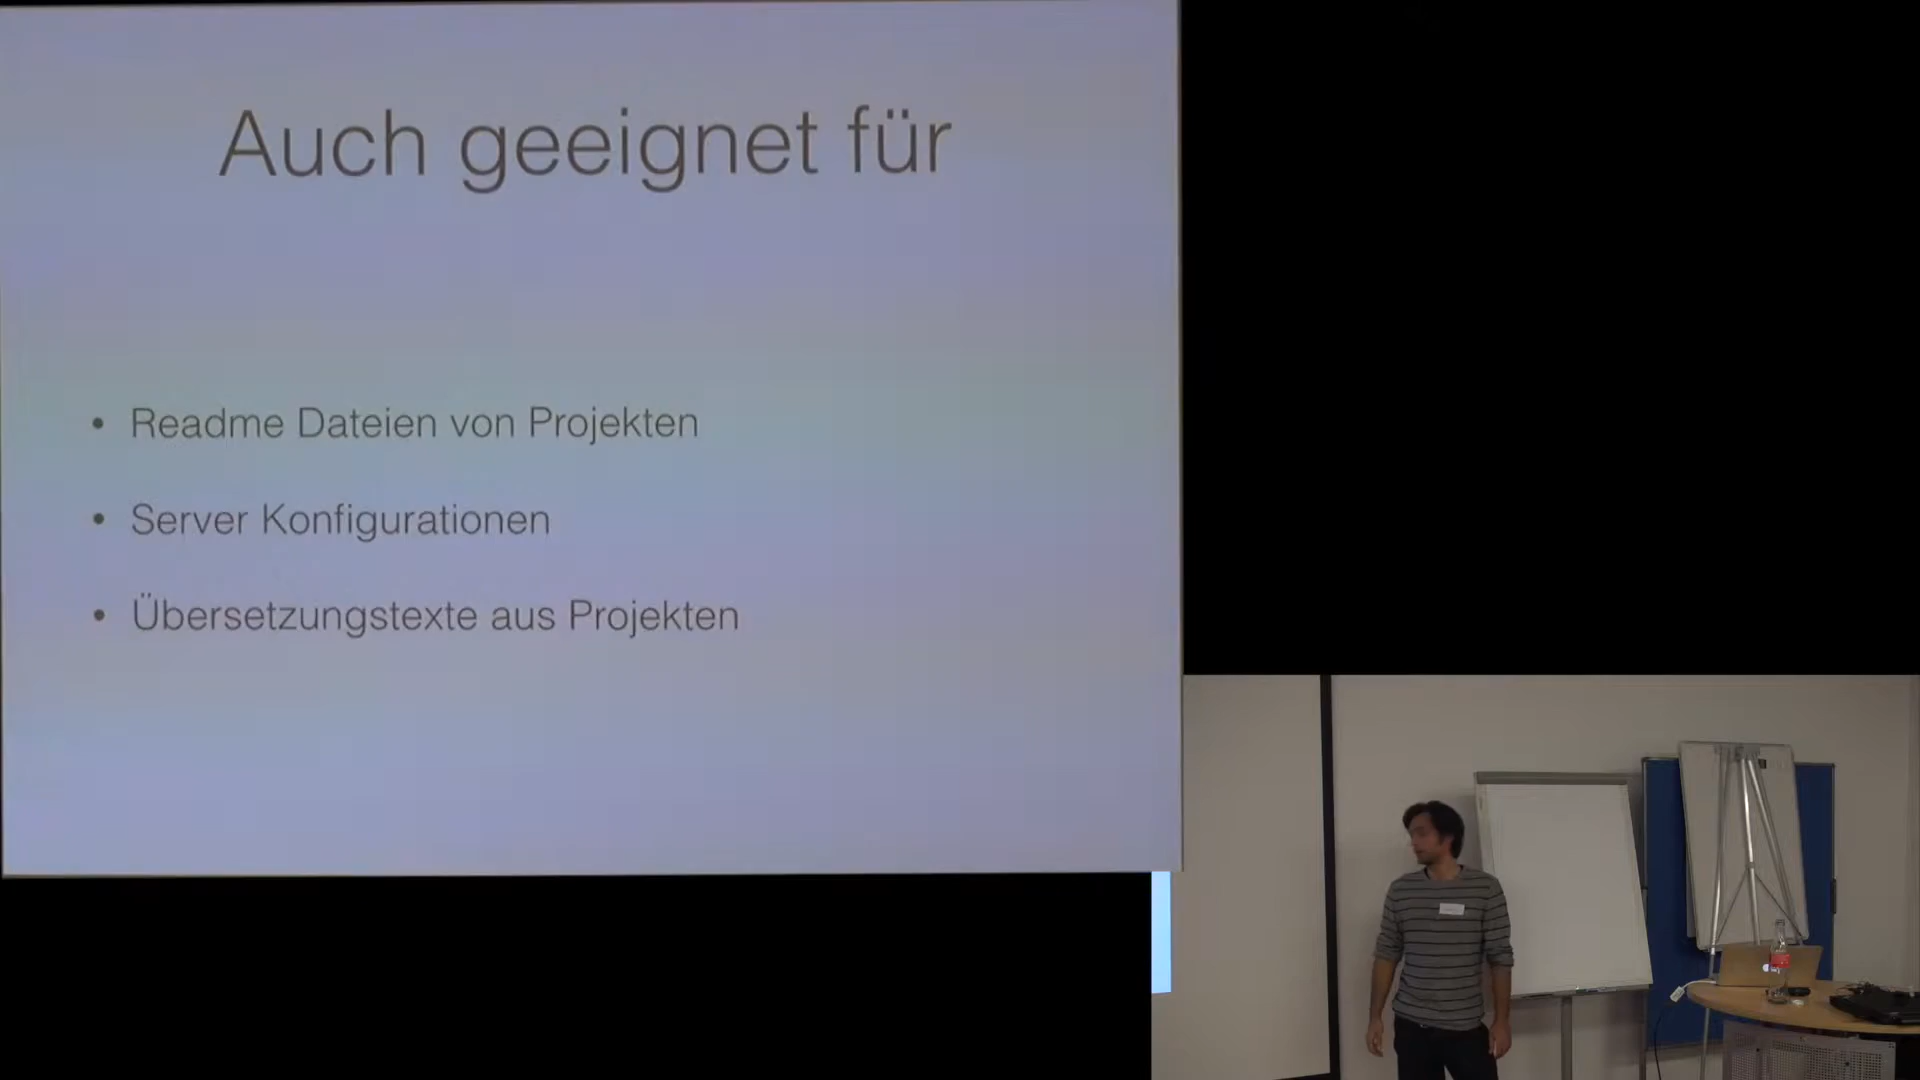 Auch geeignet für
• Readme Dateien von Projekten
• Server Konfigurationen
• Übersetzungstexte aus Projekten